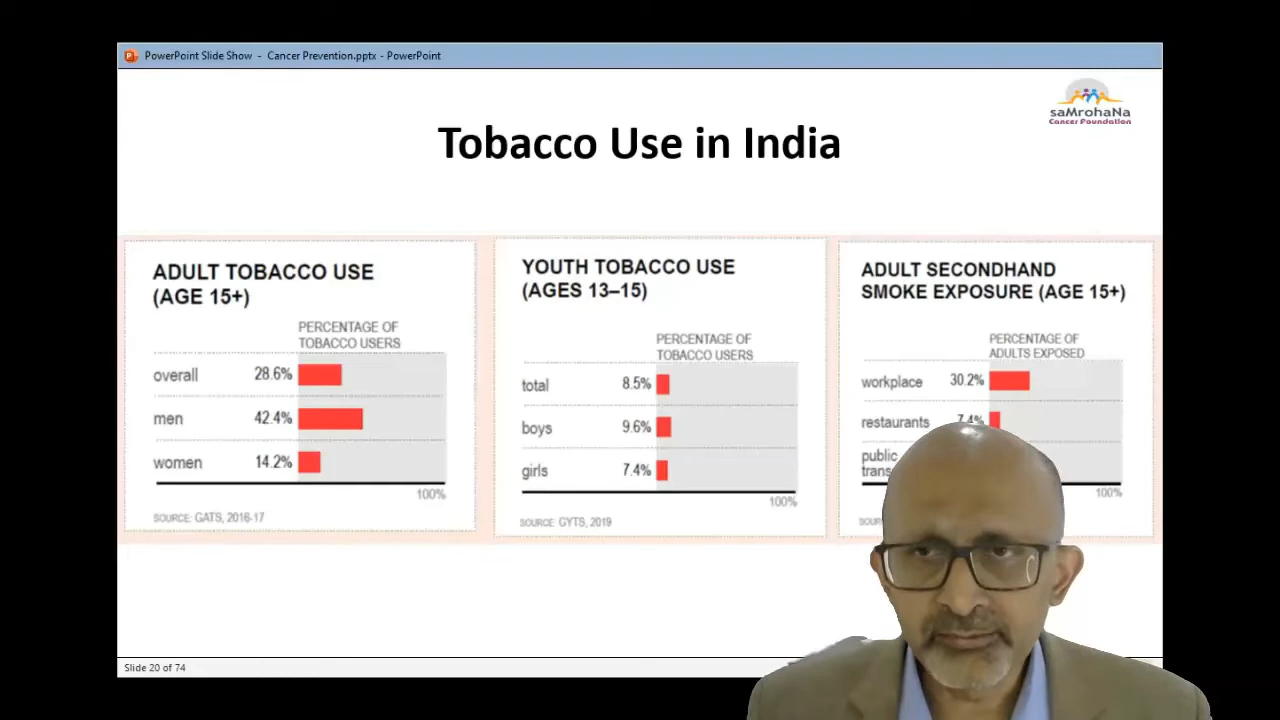 PowerPoint Slide Show - Cancer Prevention.pptx - PowerPoint
saMrohaNa
Cancer Foundation
Tobacco Use in India
ADULT TOBACCO USE
(AGE 15+)
PERCENTAGE OF
TOBACCO USERS
overall 28.6%
men 42.4%
women 14.2%
100%
SOURCE: GATS, 2016-17
YOUTH TOBACCO USE
(AGES 13–15)
PERCENTAGE OF
TOBACCO USERS
total 8.5%
boys 9.6%
girls 7.4%
100%
SOURCE: GYTS, 2019
ADULT SECONDHAND
SMOKE EXPOSURE (AGE 15+)
PERCENTAGE OF
ADULTS EXPOSED
workplace 30.2%
restaurants 7.4%
public
100%
Slide 20 of 74